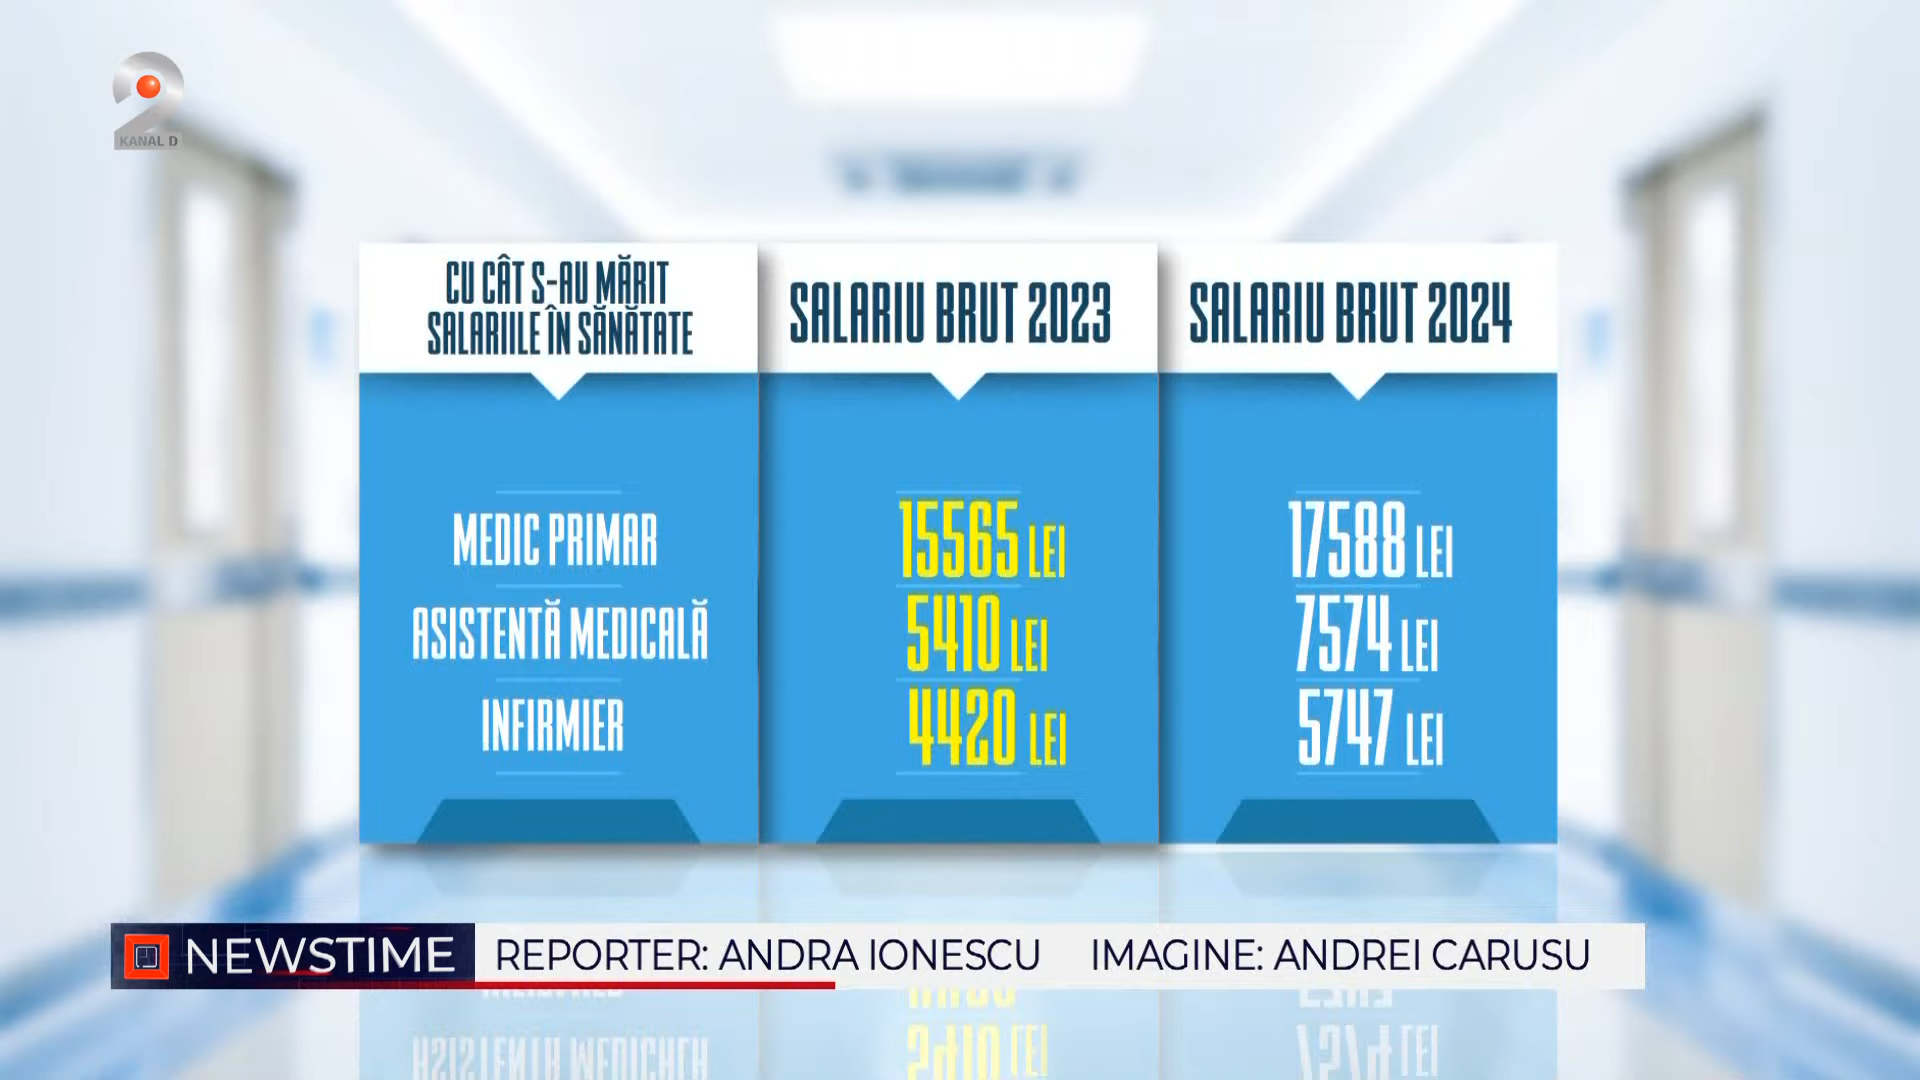 KANAL D
CU CÂT S-AU MĂRIT
SALARIILE ÎN SĂNĂTATE
SALARIU BRUT 2023
SALARIU BRUT 2024
MEDIC PRIMAR
15565 LEI
17588 LEI
ASISTENTĂ MEDICALĂ
5410 LEI
7574 LEI
INFIRMIER
4420 LEI
5747 LEI
NEWSTIME
REPORTER: ANDRA IONESCU IMAGINE: ANDREI CARUSU